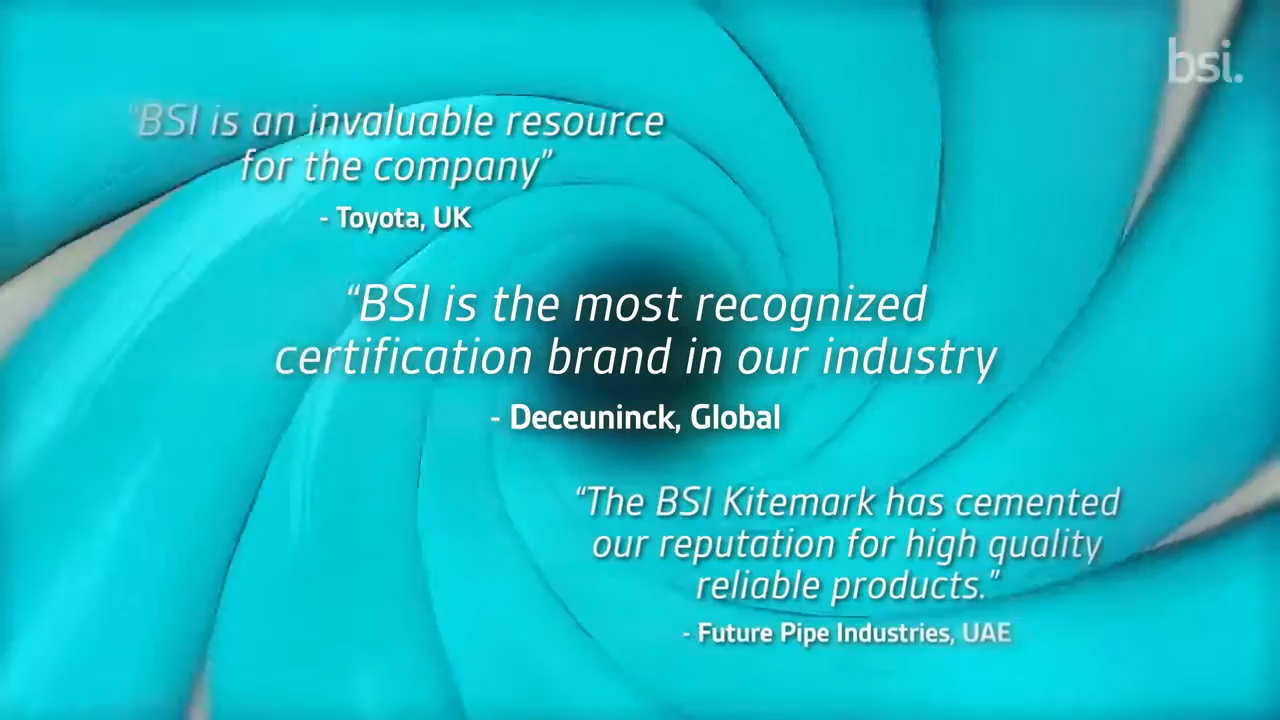 bsi.
“BSI is an invaluable resource
for the company”
- Toyota, UK
“BSI is the most recognized
certification brand in our industry
- Deceuninck, Global
“The BSI Kitemark has cemented
our reputation for high quality
reliable products.”
- Future Pipe Industries, UAE